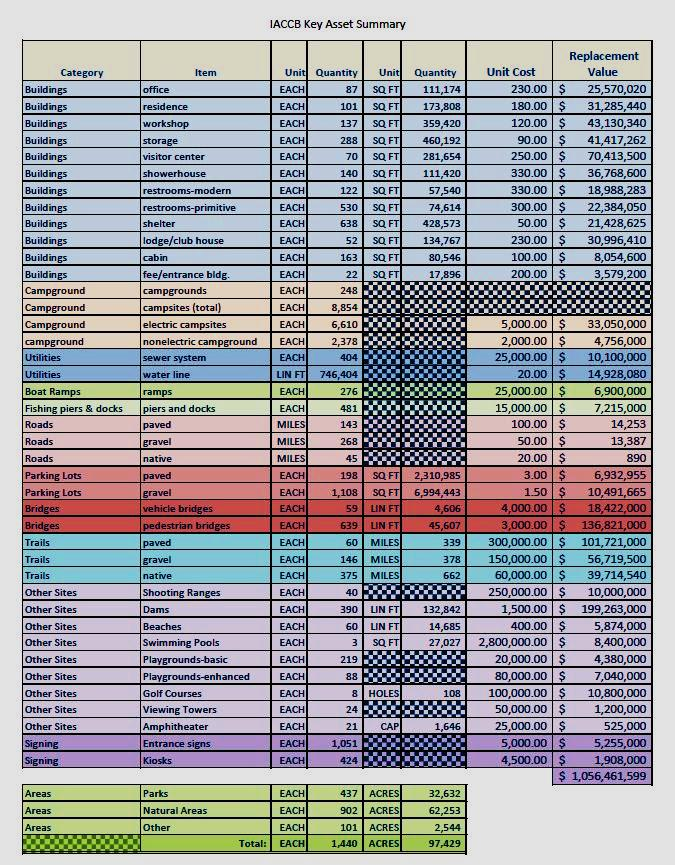 IACCB Key Asset Summary
Category Item Unit Quantity Unit Quantity Unit Cost Replacement Value
Buildings office EACH 87 SQ FT 111,174 230.00 $ 25,570,020
Buildings residence EACH 101 SQ FT 173,808 180.00 $ 31,285,440
Buildings workshop EACH 137 SQ FT 359,420 120.00 $ 43,130,340
Buildings storage EACH 288 SQ FT 460,192 90.00 $ 41,417,262
Buildings visitor center EACH 70 SQ FT 281,654 250.00 $ 70,413,500
Buildings showerhouse EACH 140 SQ FT 111,420 330.00 $ 36,768,600
Buildings restrooms-modern EACH 122 SQ FT 57,540 330.00 $ 18,988,283
Buildings restrooms-primitive EACH 530 SQ FT 74,614 300.00 $ 22,384,050
Buildings shelter EACH 638 SQ FT 428,573 50.00 $ 21,428,625
Buildings lodge/club house EACH 52 SQ FT 134,767 230.00 $ 30,996,410
Buildings cabin EACH 163 SQ FT 80,546 100.00 $ 8,054,600
Buildings fee/entrance bldg. EACH 22 SQ FT 17,896 200.00 $ 3,579,200
Campground campgrounds EACH 248
Campground campsites (total) EACH 8,854
Campground electric campsites EACH 6,610 5,000.00 $ 33,050,000
campground nonelectric campground EACH 2,378 2,000.00 $ 4,756,000
Utilities sewer system EACH 404 25,000.00 $ 10,100,000
Utilities water line LIN FT 746,404 20.00 $ 14,928,080
Boat Ramps ramps EACH 276 25,000.00 $ 6,900,000
Fishing piers & docks piers and docks EACH 481 15,000.00 $ 7,215,000
Roads paved MILES 143 100.00 $ 14,253
Roads gravel MILES 268 50.00 $ 13,387
Roads native MILES 45 20.00 $ 890
Parking Lots paved EACH 198 SQ FT 2,310,985 3.00 $ 6,932,955
Parking Lots gravel EACH 1,108 SQ FT 6,994,443 1.50 $ 10,491,665
Bridges vehicle bridges EACH 59 LIN FT 4,606 4,000.00 $ 18,422,000
Bridges pedestrian bridges EACH 639 LIN FT 45,607 3,000.00 $ 136,821,000
Trails paved EACH 60 MILES 339 300,000.00 $ 101,721,000
Trails gravel EACH 146 MILES 378 150,000.00 $ 56,719,500
Trails native EACH 375 MILES 662 60,000.00 $ 39,714,540
Other Sites Shooting Ranges EACH 40 250,000.00 $ 10,000,000
Other Sites Dams EACH 390 LIN FT 132,842 1,500.00 $ 199,263,000
Other Sites Beaches EACH 60 LIN FT 14,685 400.00 $ 5,874,000
Other Sites Swimming Pools EACH 3 SQ FT 27,027 2,800,000.00 $ 8,400,000
Other Sites Playgrounds-basic EACH 219 20,000.00 $ 4,380,000
Other Sites Playgrounds-enhanced EACH 88 80,000.00 $ 7,040,000
Other Sites Golf Courses EACH 8 HOLES 108 100,000.00 $ 10,800,000
Other Sites Viewing Towers EACH 24 50,000.00 $ 1,200,000
Other Sites Amphitheater EACH 21 CAP 1,646 25,000.00 $ 525,000
Signing Entrance signs EACH 1,051 5,000.00 $ 5,255,000
Signing Kiosks EACH 424 4,500.00 $ 1,908,000
$ 1,056,461,599
Areas Parks EACH 437 ACRES 32,632
Areas Natural Areas EACH 902 ACRES 62,253
Areas Other EACH 101 ACRES 2,544
Total: EACH 1,440 ACRES 97,429